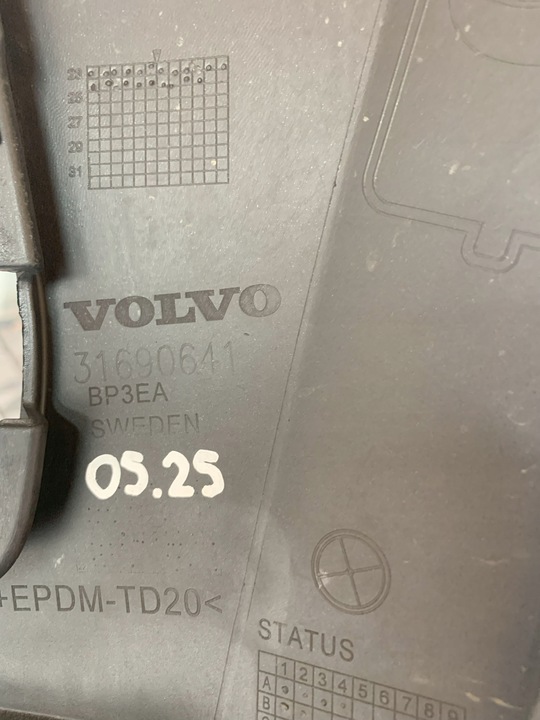 23
25
27
29
31
VOLVO
31690641
BP3EA
SWEDEN
05.25
+EPDM-TD20<
STATUS
1 2 3 4 5 6 7 8 9
A
B